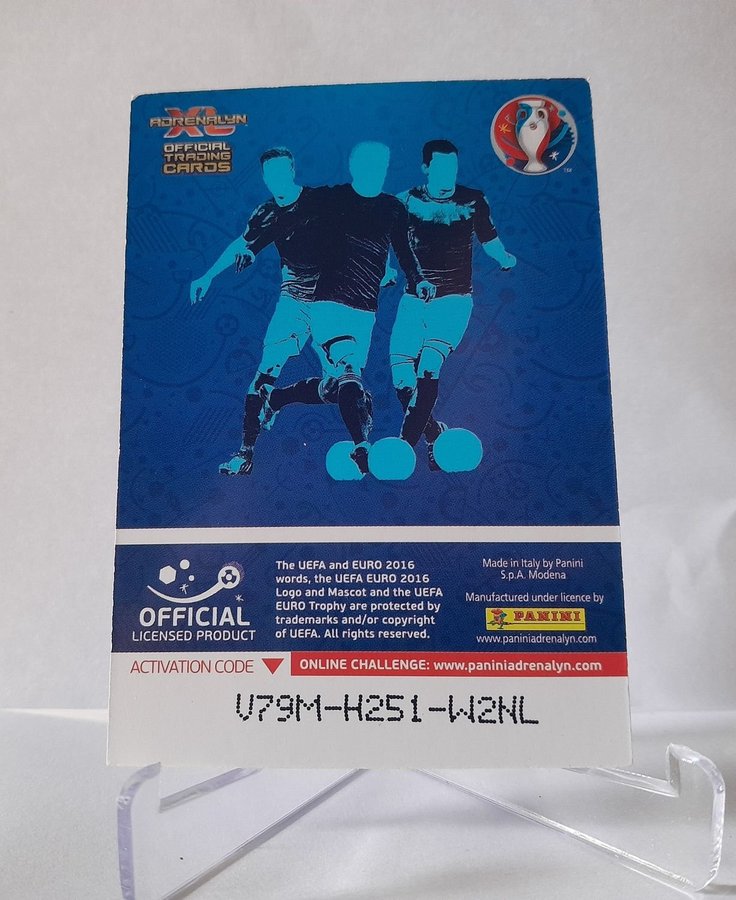 ADRENALYN
XL
OFFICIAL
TRADING
CARDS
TM
The UEFA and EURO 2016
words, the UEFA EURO 2016
Logo and Mascot and the UEFA
EURO Trophy are protected by
trademarks and/or copyright
of UEFA. All rights reserved.
OFFICIAL
LICENSED PRODUCT
Made in Italy by Panini
S.p.A. Modena
Manufactured under licence by
PANINI
www.paniniadrenalyn.com
ACTIVATION CODE
ONLINE CHALLENGE: www.paniniadrenalyn.com
V79M-H251-W2NL